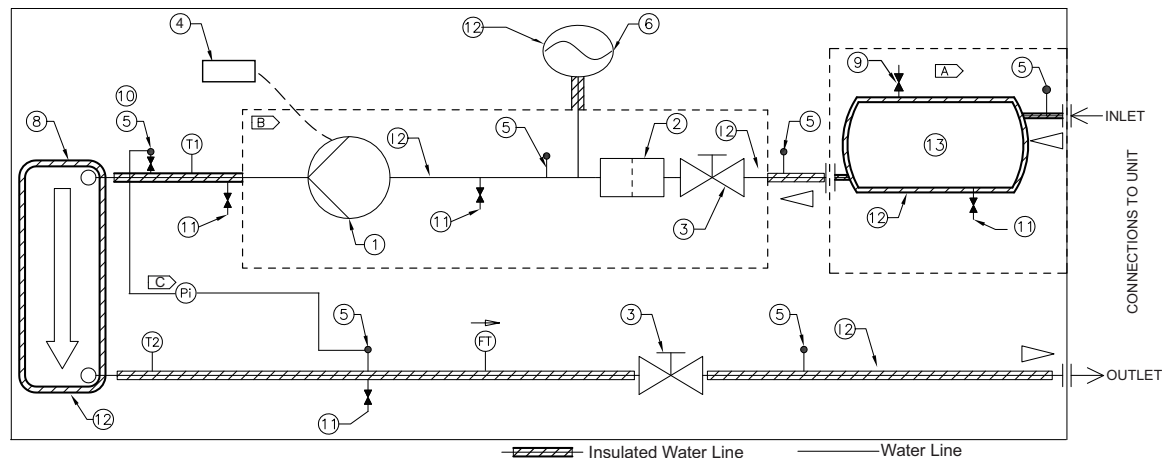 12
6
4
9
A
5
INLET
10
5
8
B
T1
12
5
2
12
5
13
11
1
11
3
12
11
CONNECTIONS TO UNIT
C
Pi
5
3
5
12
T2
FT
OUTLET
12
11
Insulated Water Line
Water Line